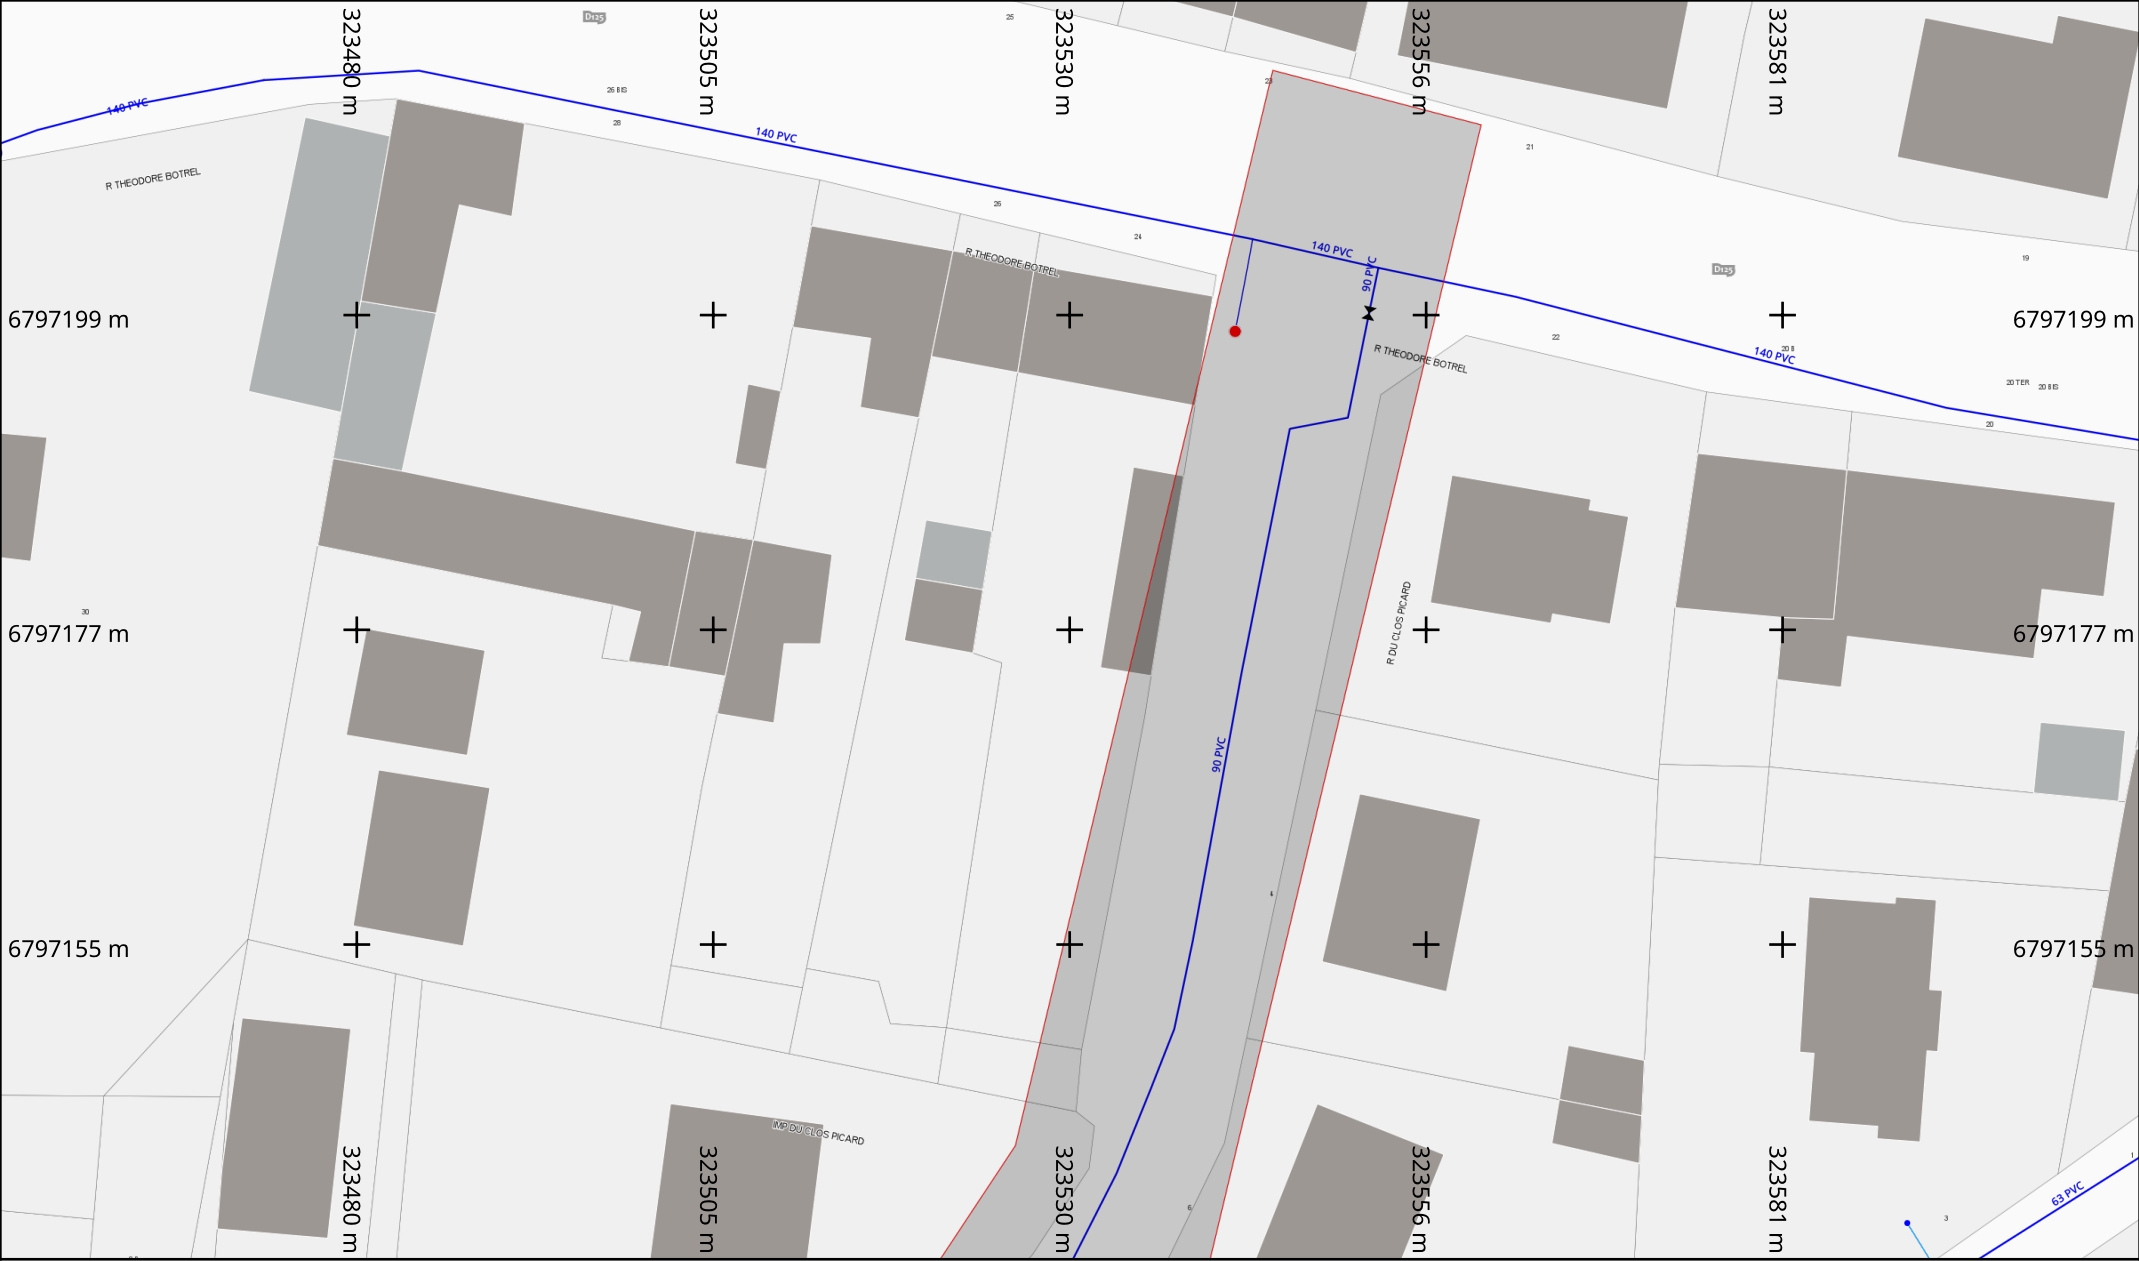 323480 m
323505 m
323530 m
323556 m
323581 m
D125
25
23
26 BIS
28
140 PVC
140 PVC
21
R THEODORE BOTREL
26
24
140 PVC
90 PVC
R THEODORE BOTREL
D125
19
6797199 m
6797199 m
22
20 B
140 PVC
R THEODORE BOTREL
20 TER
20 BIS
20
30
R DU CLOS PICARD
6797177 m
6797177 m
90 PVC
4
6797155 m
6797155 m
IMP DU CLOS PICARD
323480 m
323505 m
323530 m
323556 m
323581 m
1
63 PVC
6
3